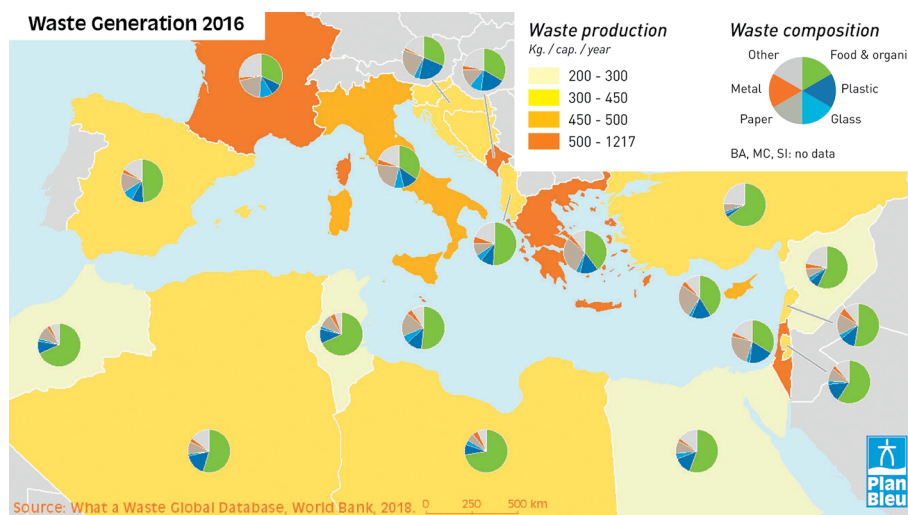 Waste Generation 2016
Waste production
Kg. / cap. / year
200 - 300
300 - 450
450 - 500
500 - 1217
Waste composition
Other
Food & organi
Metal
Plastic
Paper
Glass
BA, MC, SI: no data
Source: What a Waste Global Database, World Bank, 2018.
0 250 500 km
Plan
Bleu